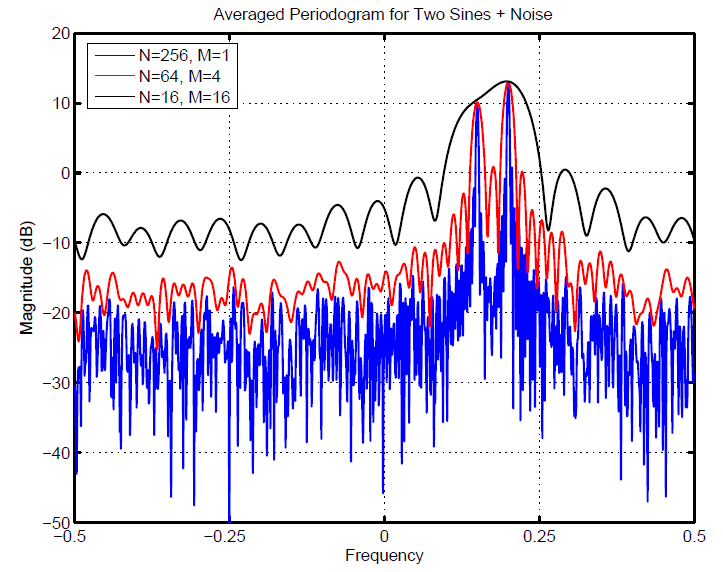 Averaged Periodogram for Two Sines + Noise
20
10
0
−10
−20
−30
−40
−50
Magnitude (dB)
N=256, M=1
N=64, M=4
N=16, M=16
−0.5
−0.25
0
0.25
0.5
Frequency